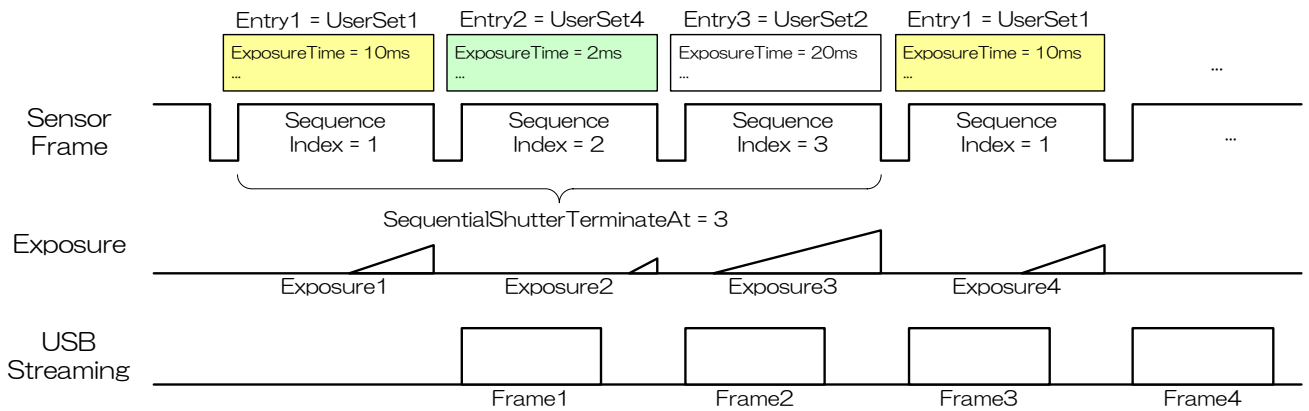 Entry1 = UserSet1
Entry2 = UserSet4
Entry3 = UserSet2
Entry1 = UserSet1
ExposureTime = 10ms
...
ExposureTime = 2ms
...
ExposureTime = 20ms
...
ExposureTime = 10ms
...
...
Sensor
Frame
Sequence
Index = 1
Sequence
Index = 2
Sequence
Index = 3
Sequence
Index = 1
...
SequentialShutterTerminateAt = 3
Exposure
Exposure1
Exposure2
Exposure3
Exposure4
USB
Streaming
Frame1
Frame2
Frame3
Frame4